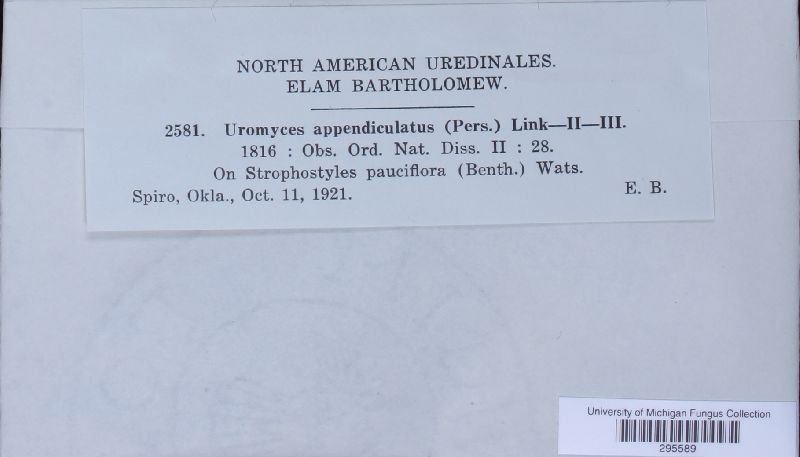 NORTH AMERICAN UREDINALES.
ELAM BARTHOLOMEW.
2581. Uromyces appendiculatus (Pers.) Link—II—III.
1816 : Obs. Ord. Nat. Diss. II : 28.
On Strophostyles pauciflora (Benth.) Wats.
Spiro, Okla., Oct. 11, 1921. E. B.
University of Michigan Fungus Collection
295589